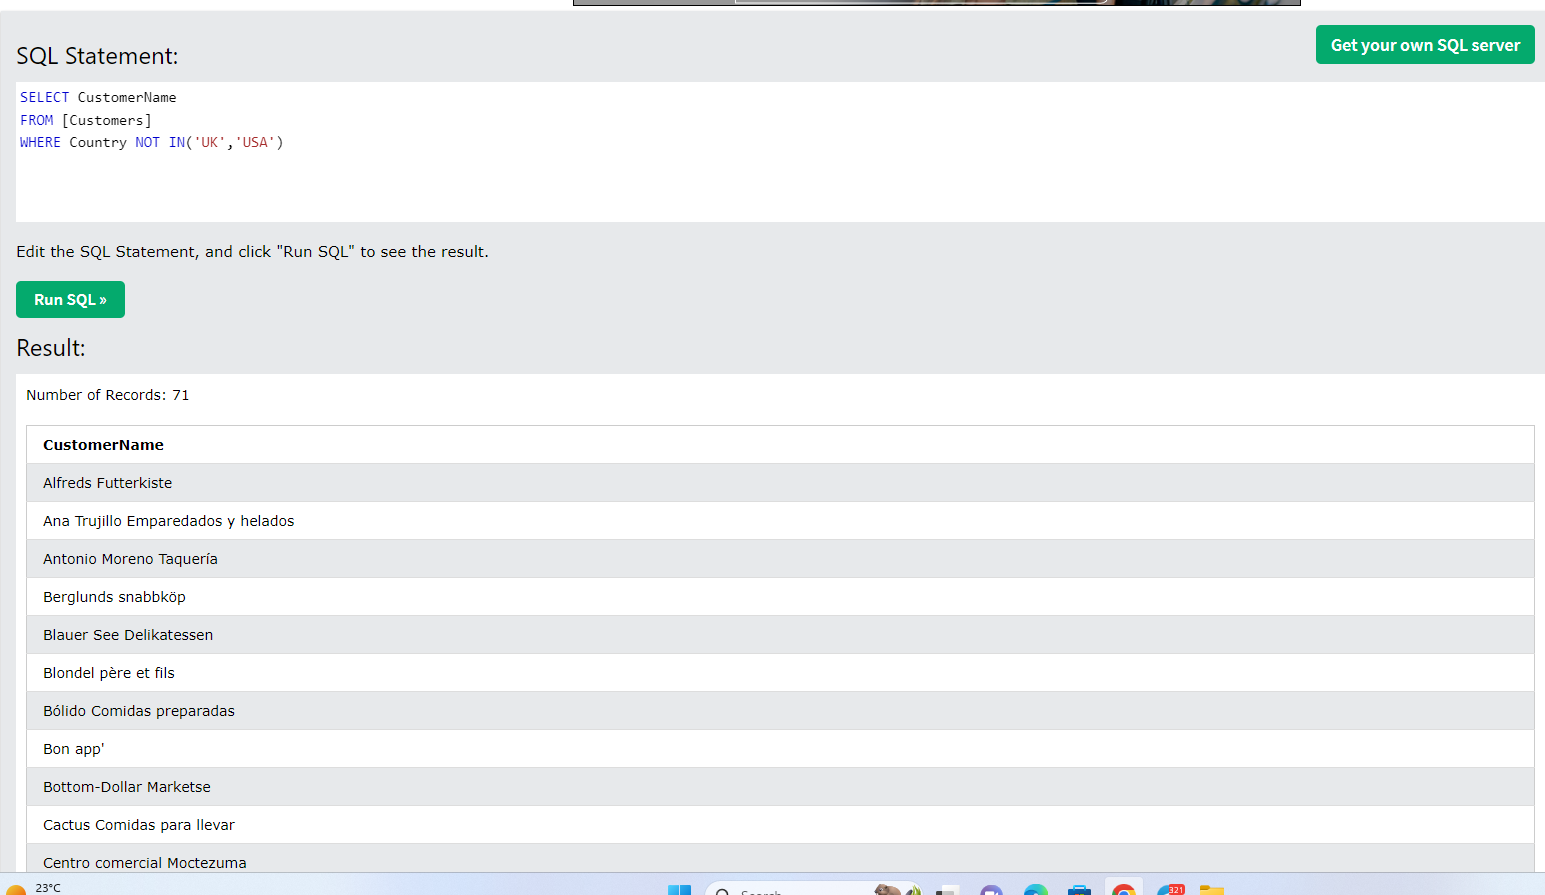 Get your own SQL server
SQL Statement:
SELECT CustomerName
FROM [Customers]
WHERE Country NOT IN('UK','USA')
Edit the SQL Statement, and click "Run SQL" to see the result.
Run SQL »
Result:
Number of Records: 71
CustomerName
Alfreds Futterkiste
Ana Trujillo Emparedados y helados
Antonio Moreno Taquería
Berglunds snabbköp
Blauer See Delikatessen
Blondel père et fils
Bólido Comidas preparadas
Bon app'
Bottom-Dollar Marketse
Cactus Comidas para llevar
Centro comercial Moctezuma
23°C
Search
321